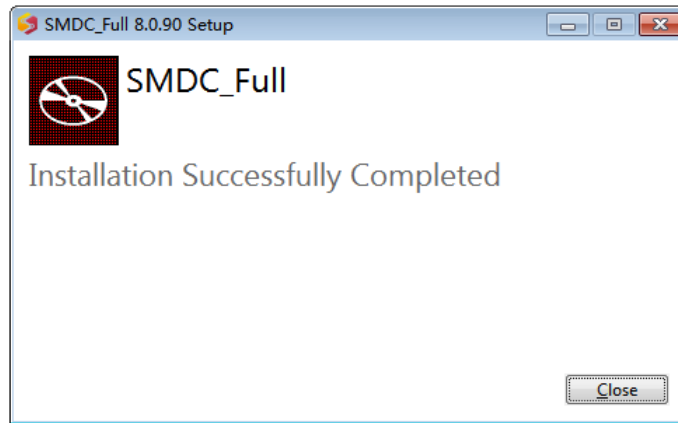 SMDC_Full 8.0.90 Setup
SMDC_Full
Installation Successfully Completed
Close